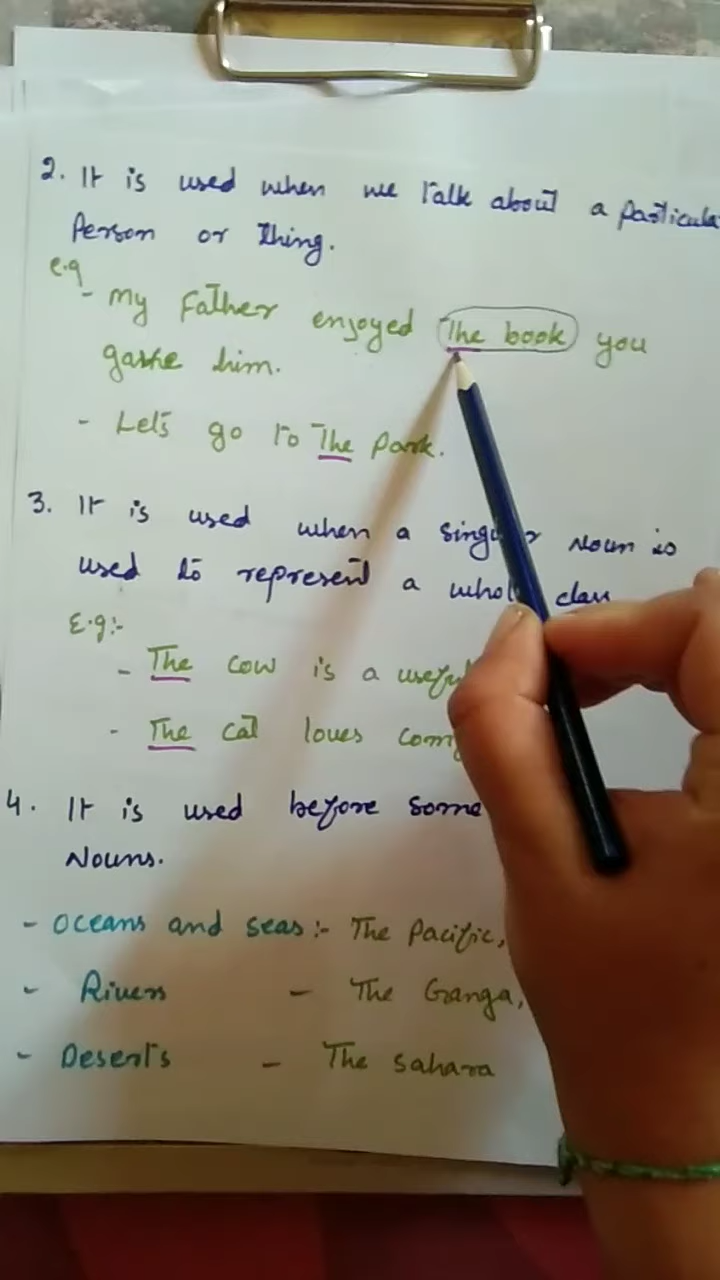 2. It is used when we talk about a particula
Person or thing.
e.g
- My Father enjoyed The book you
gave him.
- Let's go to The park.
3. It is used when a Singular Noun is
used to represent a whole class
E.g:-
- The cow is a useful
- The cat loves
4. It is used before some
Nouns.
- Oceans and seas:- The Pacific,
- Rivers - The Ganga,
- Deserts - The Sahara